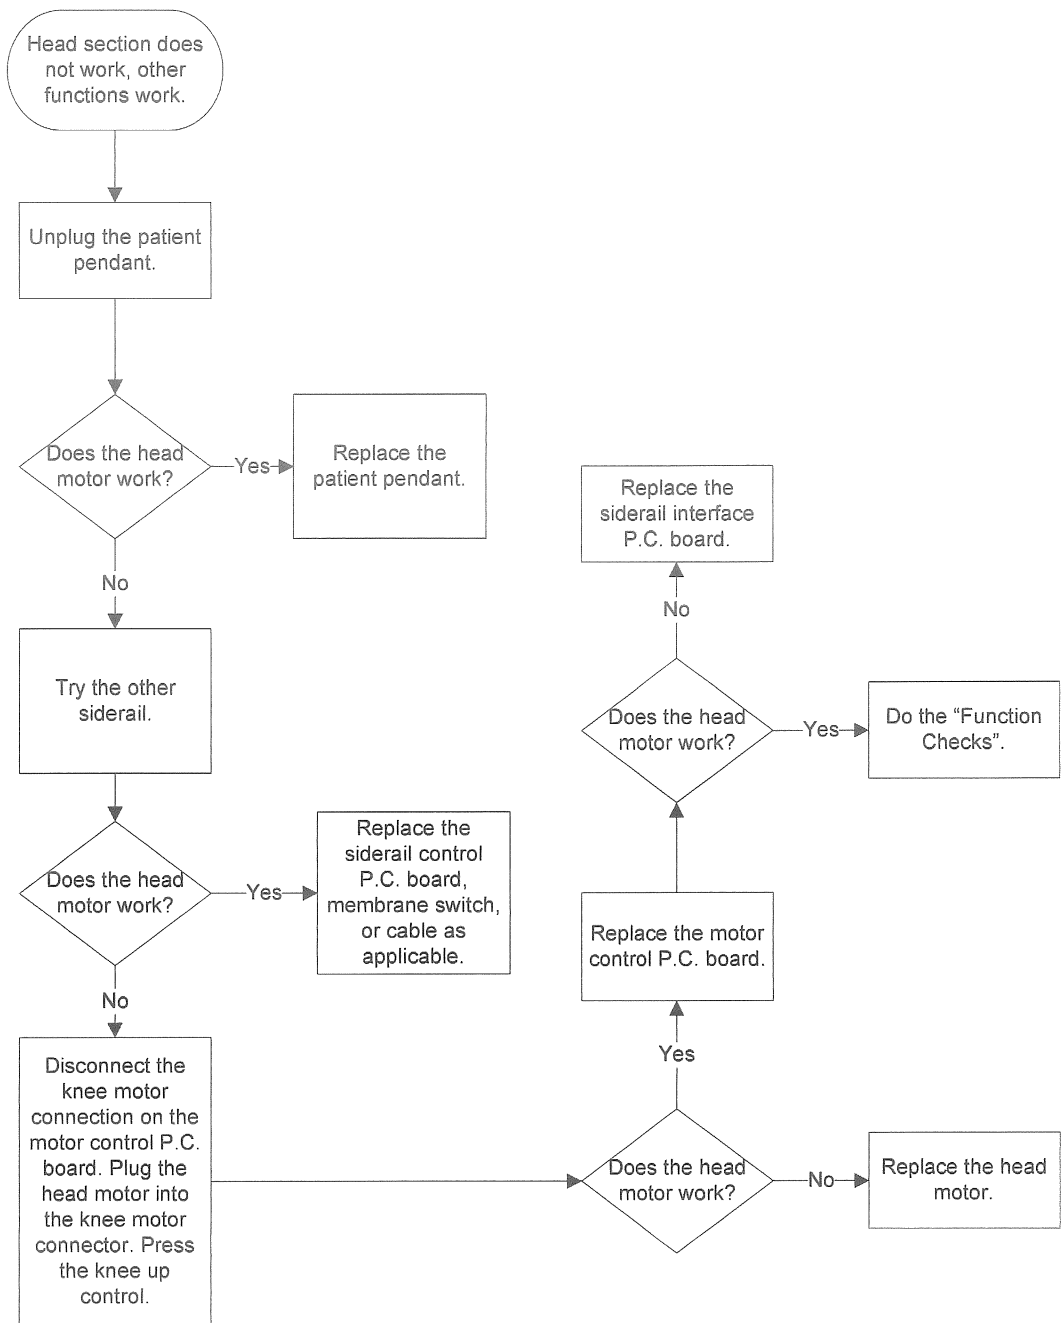 Head section does
not work, other
functions work.
Unplug the patient
pendant.
Does the head
motor work?
Yes
Replace the
patient pendant.
No
Try the other
siderail.
Does the head
motor work?
Yes
Replace the
siderail control
P.C. board,
membrane switch,
or cable as
applicable.
No
Disconnect the
knee motor
connection on the
motor control P.C.
board. Plug the
head motor into
the knee motor
connector. Press
the knee up
control.
Does the head
motor work?
No
Replace the head
motor.
Yes
Replace the motor
control P.C. board.
Does the head
motor work?
Yes
Do the “Function
Checks”.
No
Replace the
siderail interface
P.C. board.